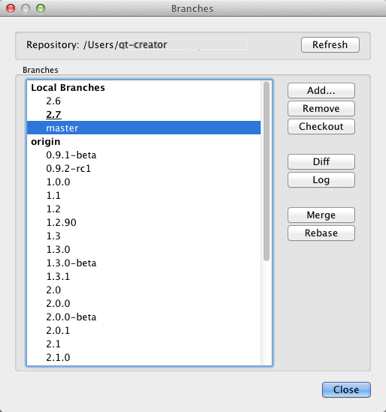 Branches
Repository: /Users/qt-creator
Refresh
Branches
Local Branches
2.6
2.7
master
origin
0.9.1-beta
0.9.2-rc1
1.0.0
1.1
1.2
1.2.90
1.3
1.3.0
1.3.0-beta
1.3.1
2.0
2.0.0
2.0.0-beta
2.0.1
2.1
2.1.0
Add...
Remove
Checkout
Diff
Log
Merge
Rebase
Close